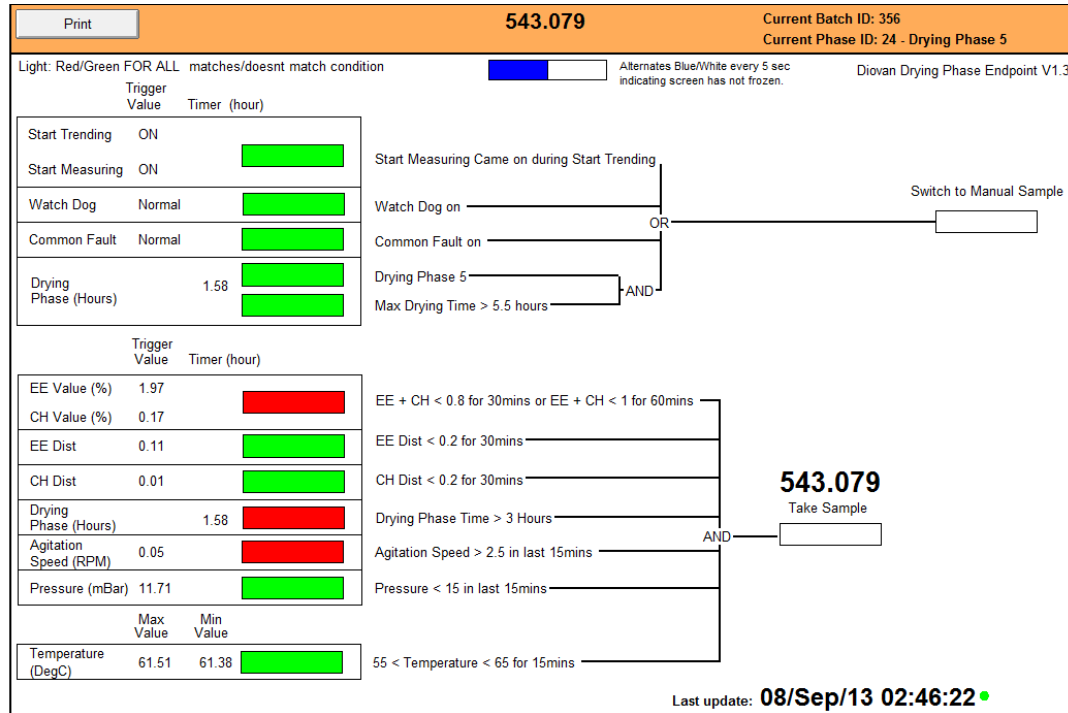 Print
543.079
Current Batch ID: 356
Current Phase ID: 24 - Drying Phase 5
Light: Red/Green FOR ALL matches/doesnt match condition
Alternates Blue/White every 5 sec
indicating screen has not frozen.
Diovan Drying Phase Endpoint V1.3
Trigger
Value Timer (hour)
Start Trending ON
Start Measuring ON
Start Measuring Came on during Start Trending
Watch Dog Normal
Watch Dog on
Common Fault Normal
Common Fault on
Drying
Phase (Hours) 1.58
Drying Phase 5
Max Drying Time > 5.5 hours
AND
OR
Switch to Manual Sample
Trigger
Value Timer (hour)
EE Value (%) 1.97
CH Value (%) 0.17
EE + CH < 0.8 for 30mins or EE + CH < 1 for 60mins
EE Dist 0.11
EE Dist < 0.2 for 30mins
CH Dist 0.01
CH Dist < 0.2 for 30mins
Drying
Phase (Hours) 1.58
Drying Phase Time > 3 Hours
Agitation
Speed (RPM) 0.05
Agitation Speed > 2.5 in last 15mins
Pressure (mBar) 11.71
Pressure < 15 in last 15mins
AND
543.079
Take Sample
Max
Value
Min
Value
Temperature
(DegC) 61.51 61.38
55 < Temperature < 65 for 15mins
Last update: 08/Sep/13 02:46:22